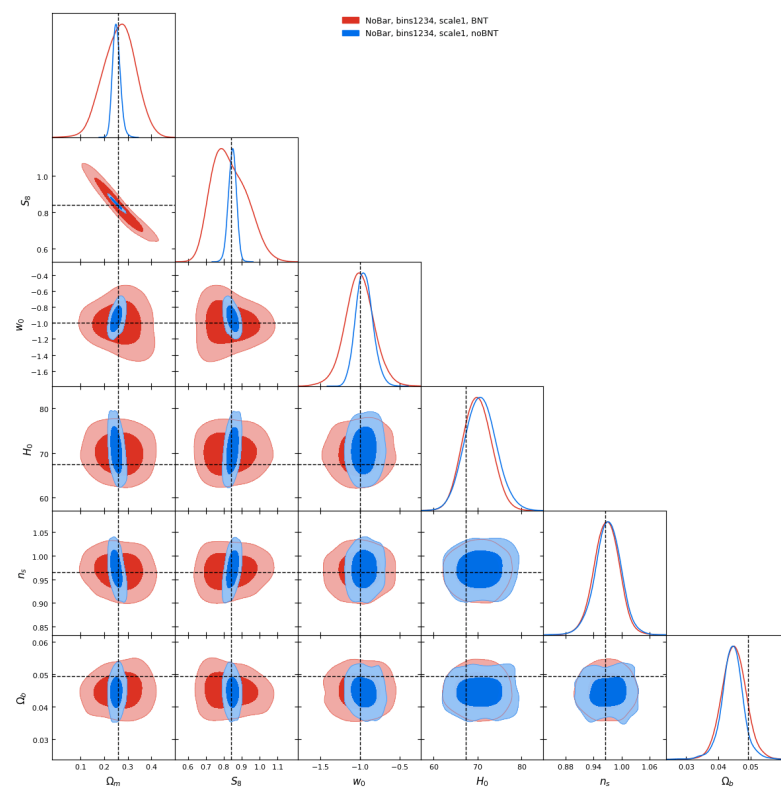 NoBar, bins1234, scale1, BNT
NoBar, bins1234, scale1, noBNT
S₈
1.0
0.8
0.6
w₀
−0.4
−0.6
−0.8
−1.0
−1.2
−1.4
−1.6
H₀
80
70
60
nₛ
1.05
1.00
0.95
0.90
0.85
Ω_b
0.06
0.05
0.04
0.03
0.1 0.2 0.3 0.4
0.6 0.7 0.8 0.9 1.0 1.1
−1.5 −1.0 −0.5
60 70 80
0.88 0.94 1.00 1.06
0.03 0.04 0.05
Ω_m S₈ w₀ H₀ nₛ Ω_b